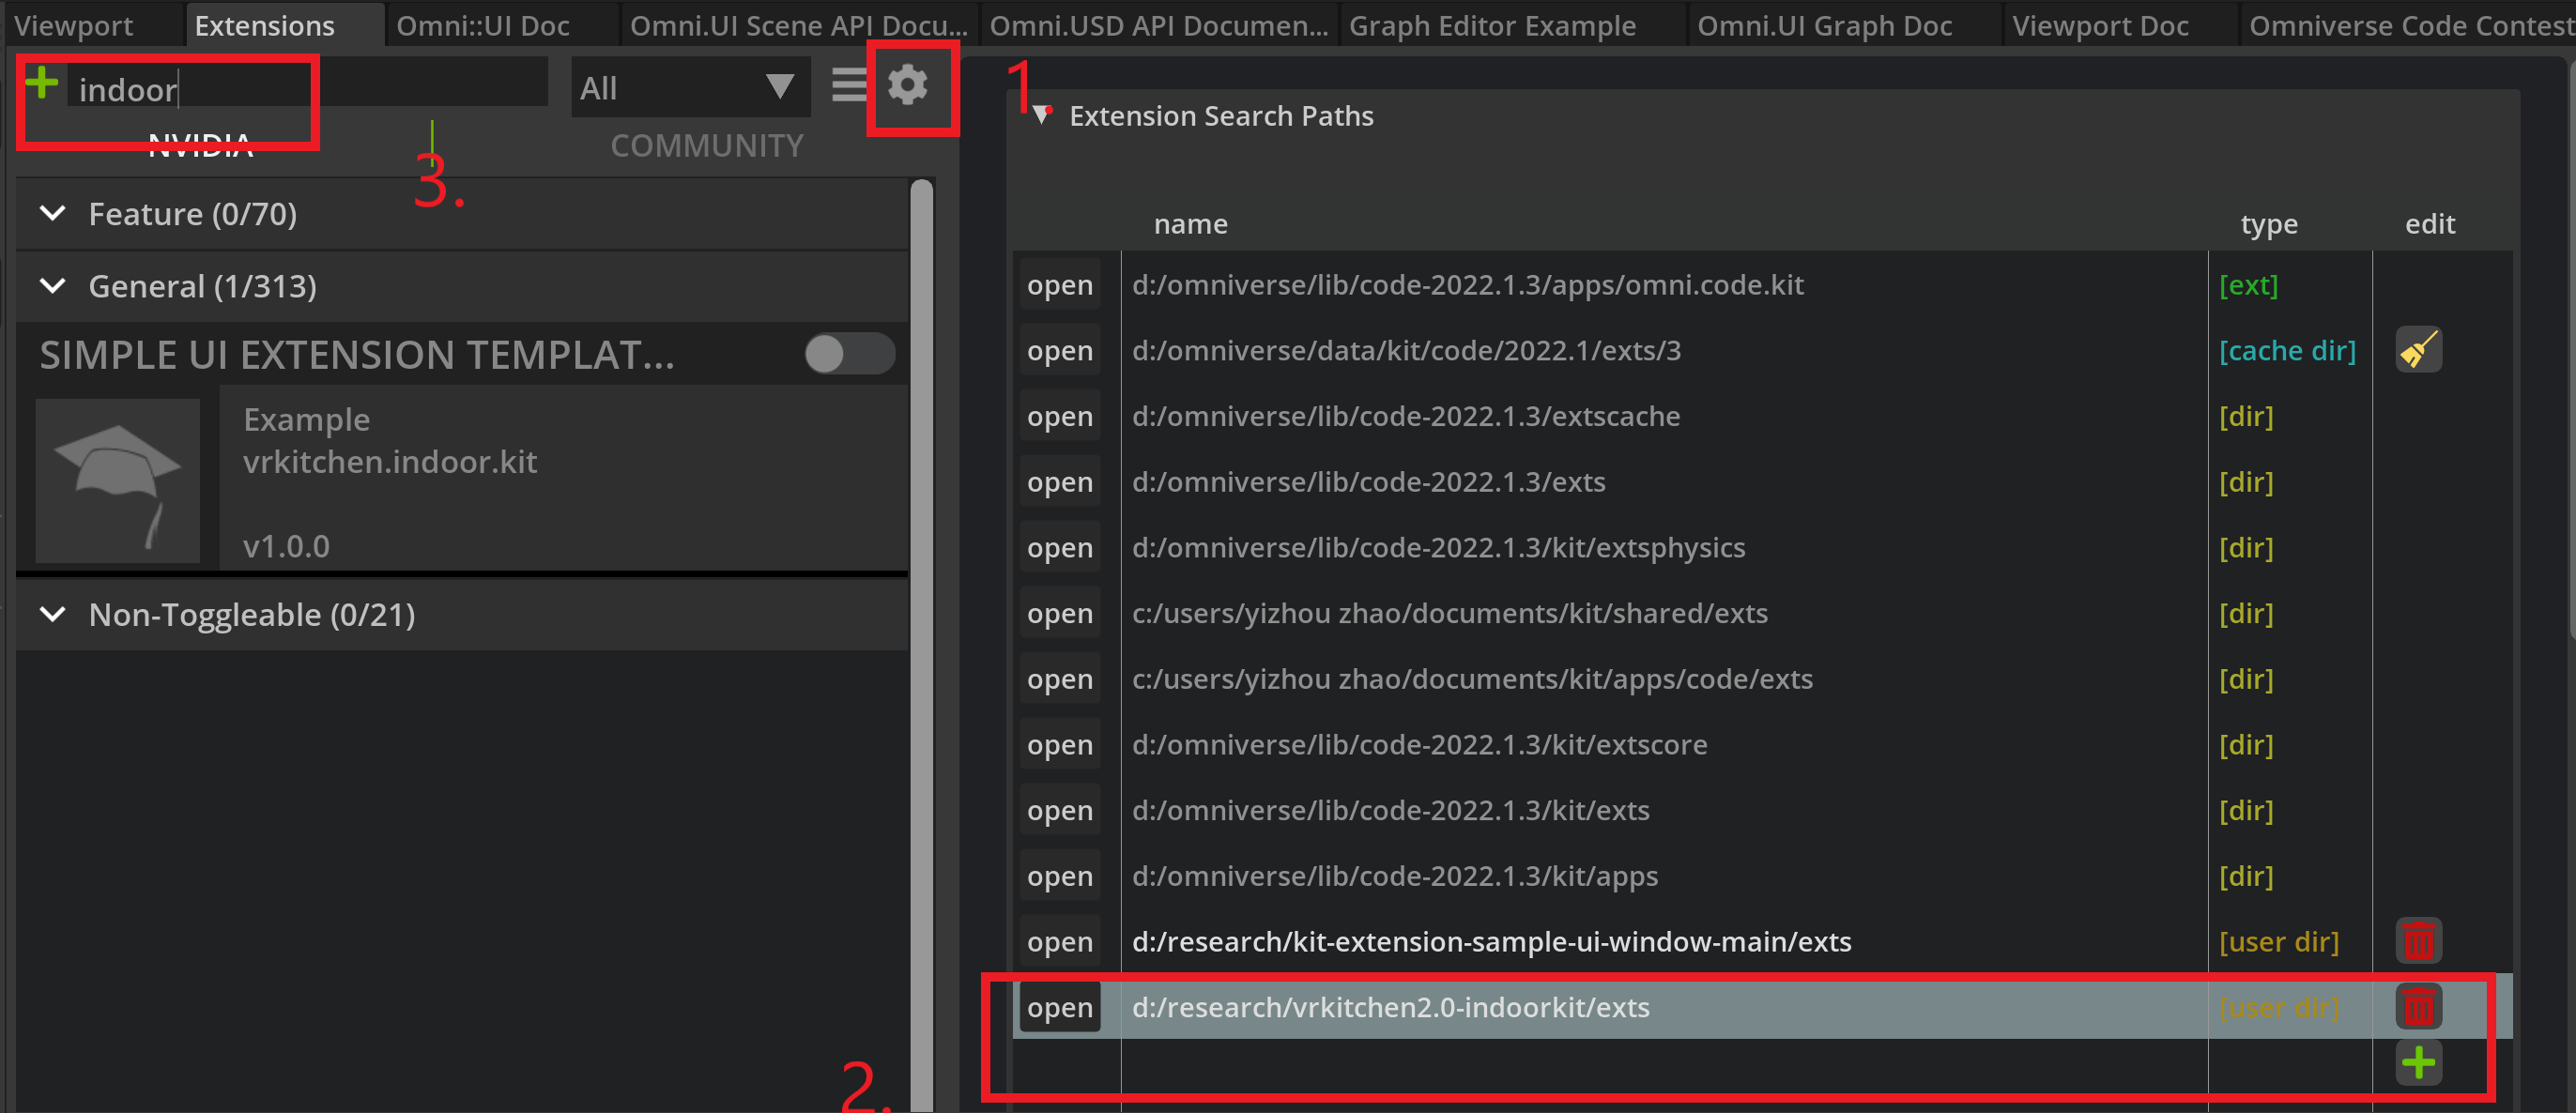 Viewport Extensions Omni::UI Doc Omni.UI Scene API Docu... Omni.USD API Documen... Graph Editor Example Omni.UI Graph Doc Viewport Doc Omniverse Code Contest
indoor All 1.
NVIDIA COMMUNITY
3.
Feature (0/70)
General (1/313)
SIMPLE UI EXTENSION TEMPLAT...
Example
vrkitchen.indoor.kit
v1.0.0
Non-Toggleable (0/21)
2.
Extension Search Paths
name type edit
open d:/omniverse/lib/code-2022.1.3/apps/omni.code.kit [ext]
open d:/omniverse/data/kit/code/2022.1/exts/3 [cache dir]
open d:/omniverse/lib/code-2022.1.3/extscache [dir]
open d:/omniverse/lib/code-2022.1.3/exts [dir]
open d:/omniverse/lib/code-2022.1.3/kit/extsphysics [dir]
open c:/users/yizhou zhao/documents/kit/shared/exts [dir]
open c:/users/yizhou zhao/documents/kit/apps/code/exts [dir]
open d:/omniverse/lib/code-2022.1.3/kit/extscore [dir]
open d:/omniverse/lib/code-2022.1.3/kit/exts [dir]
open d:/omniverse/lib/code-2022.1.3/kit/apps [dir]
open d:/research/kit-extension-sample-ui-window-main/exts [user dir]
open d:/research/vrkitchen2.0-indoorkit/exts [user dir]